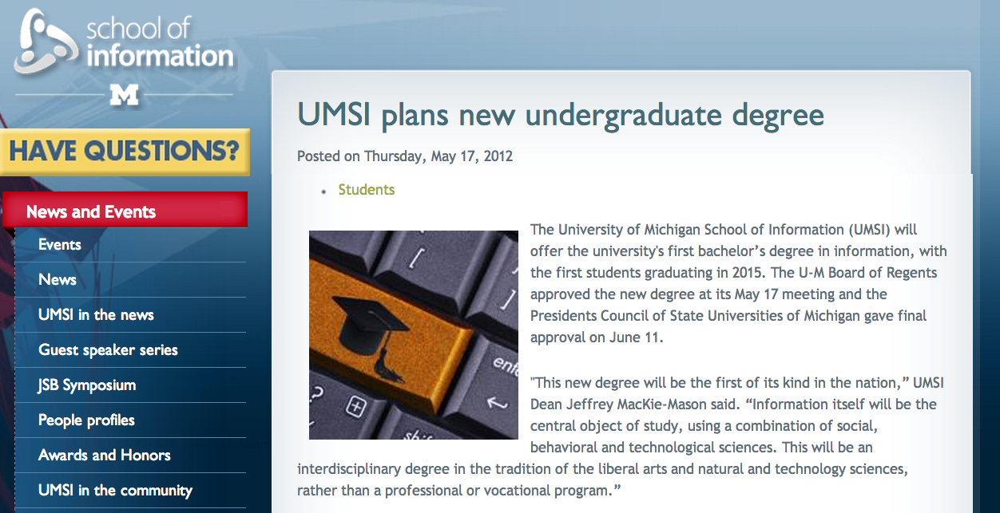 school of
information
M
HAVE QUESTIONS?
News and Events
Events
News
UMSI in the news
Guest speaker series
JSB Symposium
People profiles
Awards and Honors
UMSI in the community
UMSI plans new undergraduate degree
Posted on Thursday, May 17, 2012
• Students
[
]
?
shi
The University of Michigan School of Information (UMSI) will
offer the university's first bachelor’s degree in information, with
the first students graduating in 2015. The U-M Board of Regents
approved the new degree at its May 17 meeting and the
Presidents Council of State Universities of Michigan gave final
approval on June 11.
"This new degree will be the first of its kind in the nation,” UMSI
Dean Jeffrey MacKie-Mason said. “Information itself will be the
central object of study, using a combination of social,
behavioral and technological sciences. This will be an
interdisciplinary degree in the tradition of the liberal arts and natural and technology sciences,
rather than a professional or vocational program.”